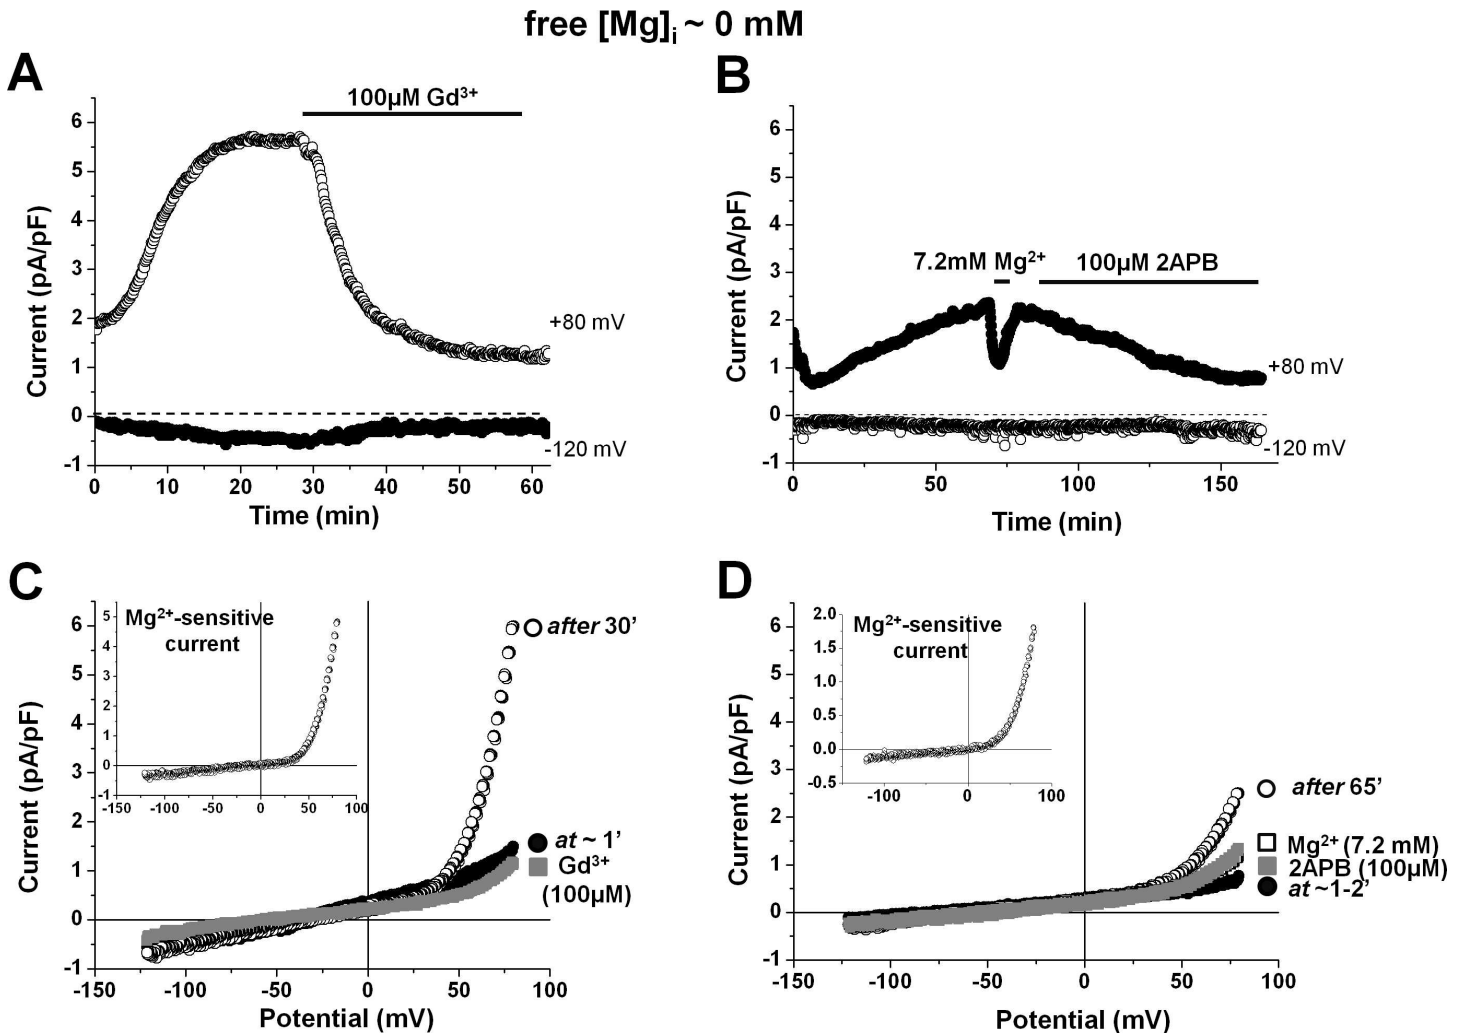 free [Mg]i ~ 0 mM
A
100µM Gd³⁺
6
5
4
3
2
1
0
-1
Current (pA/pF)
+80 mV
-120 mV
0 10 20 30 40 50 60
Time (min)
B
7.2mM Mg²⁺
100µM 2APB
6
5
4
3
2
1
0
-1
Current (pA/pF)
+80 mV
-120 mV
0 50 100 150
Time (min)
C
6
5
4
3
2
1
0
-1
Current (pA/pF)
Mg²⁺-sensitive
current
5
4
3
2
1
0
-1
-150 -100 -50 0 50 100
after 30’
at ~ 1’
Gd³⁺
(100µM)
-150 -100 -50 0 50 100
Potential (mV)
D
6
5
4
3
2
1
0
-1
Current (pA/pF)
Mg²⁺-sensitive
current
2.0
1.5
1.0
0.5
0.0
-0.5
-100 0 100
after 65’
Mg²⁺ (7.2 mM)
2APB (100µM)
at ~1-2’
-150 -100 -50 0 50 100
Potential (mV)